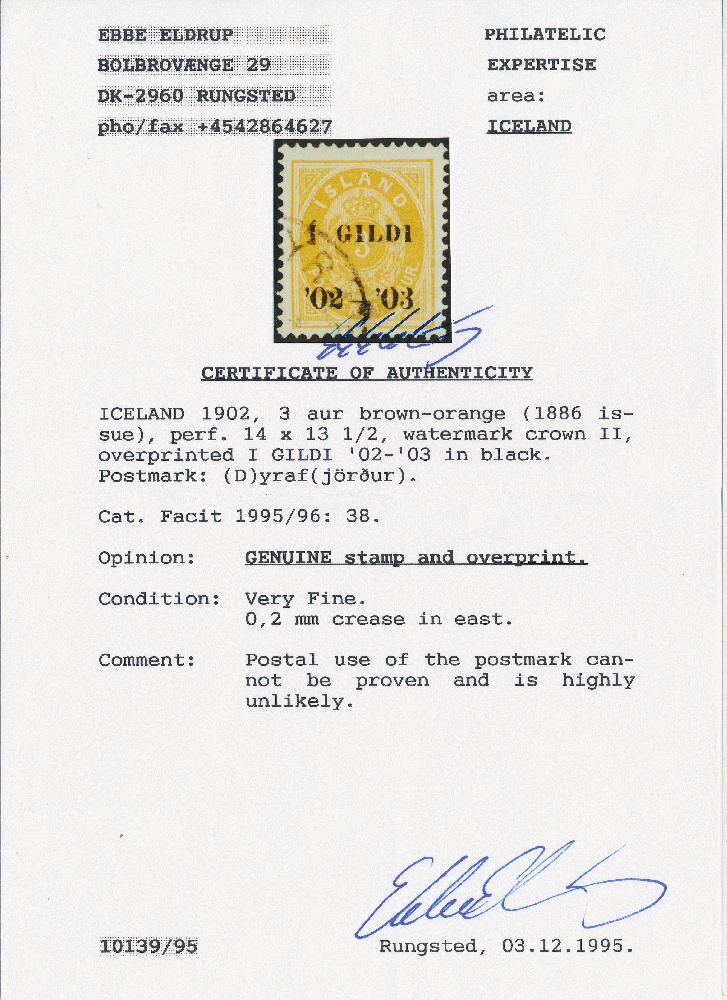 EBBE ELDRUP
BOLBROVÆNGE 29
DK-2960 RUNGSTED
pho/fax +4542864627
PHILATELIC
EXPERTISE
area:
ICELAND
ISLAND
Í GILDI
3
'02 — '03
CERTIFICATE OF AUTHENTICITY
ICELAND 1902, 3 aur brown-orange (1886 is-
sue), perf. 14 x 13 1/2, watermark crown II,
overprinted I GILDI '02-'03 in black.
Postmark: (D)yraf(jörður).
Cat. Facit 1995/96: 38.
Opinion: GENUINE stamp and overprint.
Condition: Very Fine.
0,2 mm crease in east.
Comment: Postal use of the postmark can-
not be proven and is highly
unlikely.
10139/95
Rungsted, 03.12.1995.